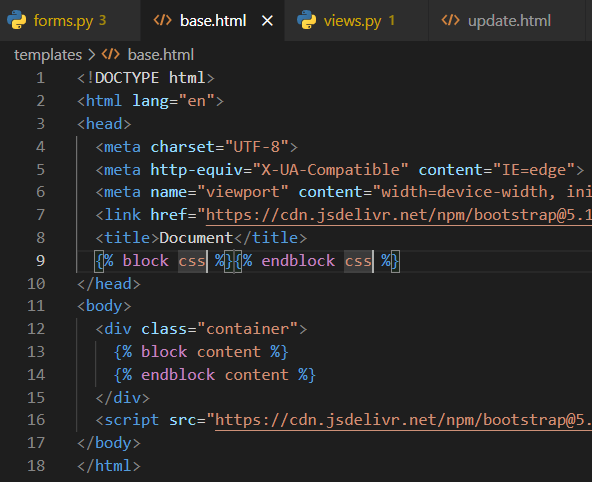 forms.py 3 base.html × views.py 1 update.html
templates > base.html
1 <!DOCTYPE html>
2 <html lang="en">
3 <head>
4 <meta charset="UTF-8">
5 <meta http-equiv="X-UA-Compatible" content="IE=edge">
6 <meta name="viewport" content="width=device-width, ini
7 <link href="https://cdn.jsdelivr.net/npm/bootstrap@5.1
8 <title>Document</title>
9 {% block css %}{% endblock css %}
10 </head>
11 <body>
12 <div class="container">
13 {% block content %}
14 {% endblock content %}
15 </div>
16 <script src="https://cdn.jsdelivr.net/npm/bootstrap@5.
17 </body>
18 </html>